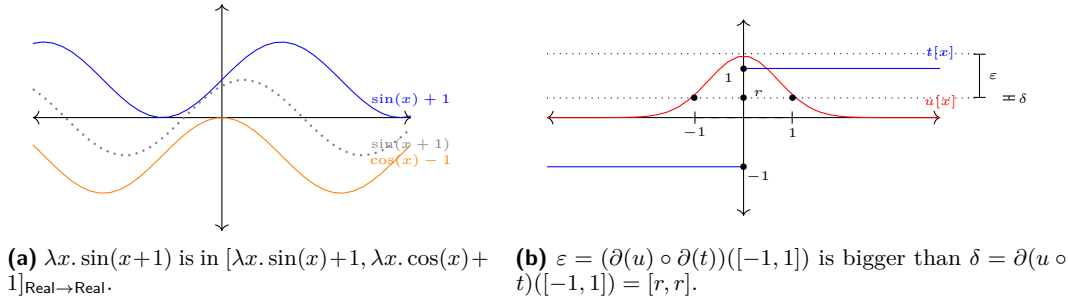 sin(x) + 1
sin(x + 1)
cos(x) − 1
t[x]
1
r
u[x]
ε
δ
−1
1
−1
(a) λx. sin(x+1) is in [λx. sin(x)+1, λx. cos(x)+
1]Real→Real.
(b) ε = (∂(u) ∘ ∂(t))([-1, 1]) is bigger than δ = ∂(u ∘
t)([-1, 1]) = [r, r].